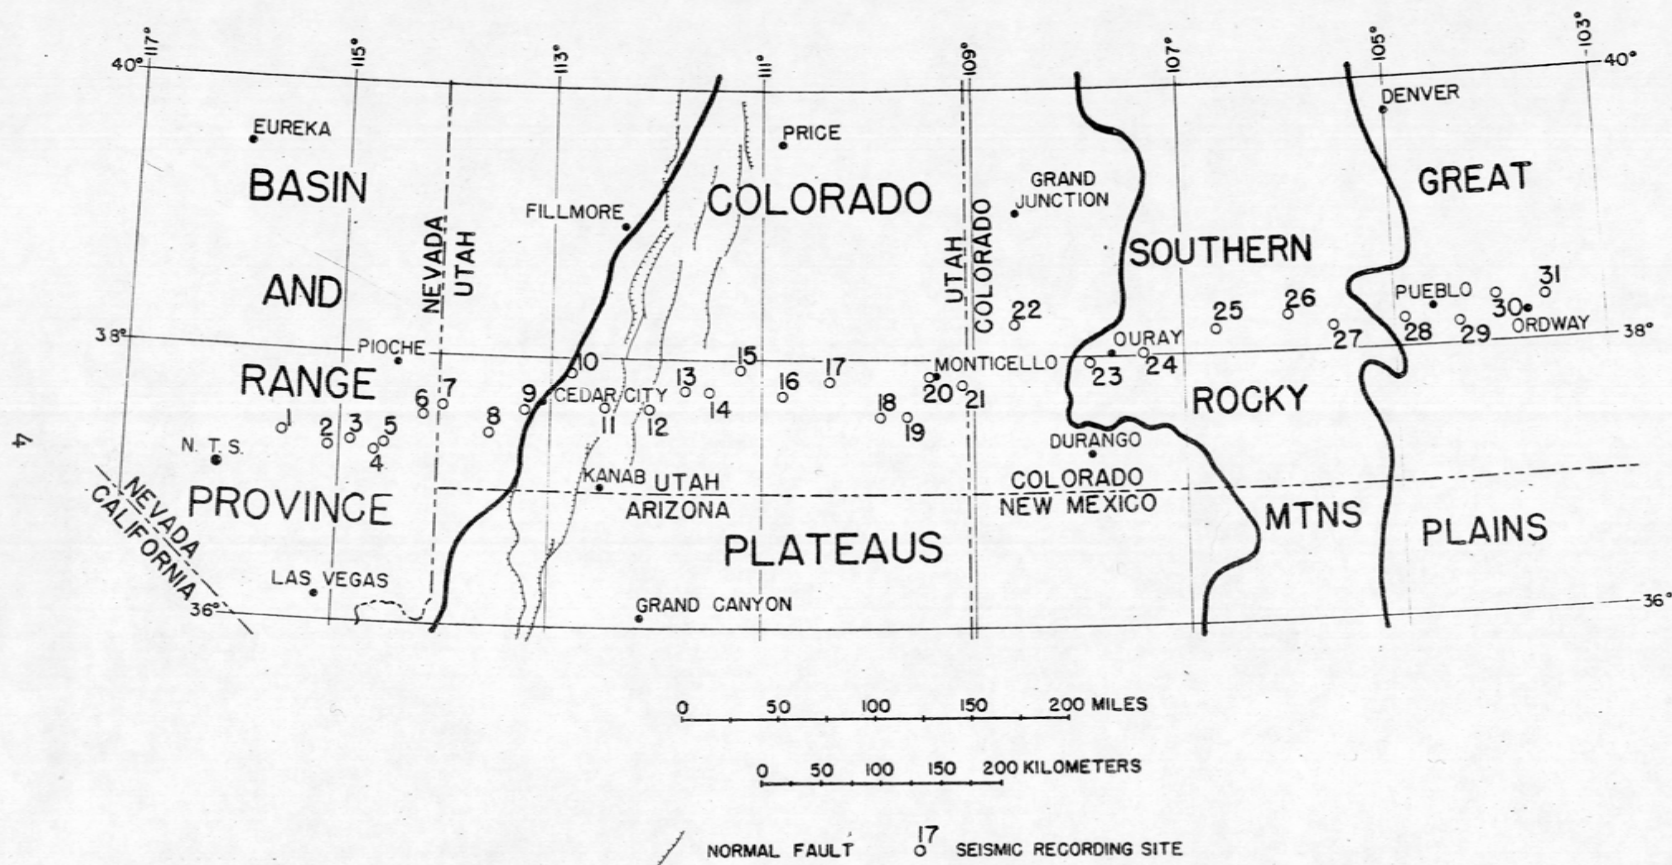 117°
115°
113°
111°
109°
107°
105°
103°
40°
40°
DENVER
EUREKA
PRICE
BASIN
COLORADO
GRAND
JUNCTION
GREAT
FILLMORE
NEVADA
UTAH
UTAH
COLORADO
SOUTHERN
AND
22
25
26
PUEBLO
31
30
27
28
29
ORDWAY
38°
38°
PIOCHE
OURAY
10
15
17
MONTICELLO
23
24
RANGE
6
7
8
9
CEDAR CITY
13
16
14
18
20
21
ROCKY
1
2
3
5
4
11
12
19
N. T. S.
DURANGO
4
KANAB
UTAH
ARIZONA
COLORADO
NEW MEXICO
PROVINCE
NEVADA
CALIFORNIA
MTNS
PLAINS
PLATEAUS
LAS VEGAS
GRAND CANYON
36°
36°
0 50 100 150 200 MILES
0 50 100 150 200 KILOMETERS
NORMAL FAULT
17
SEISMIC RECORDING SITE